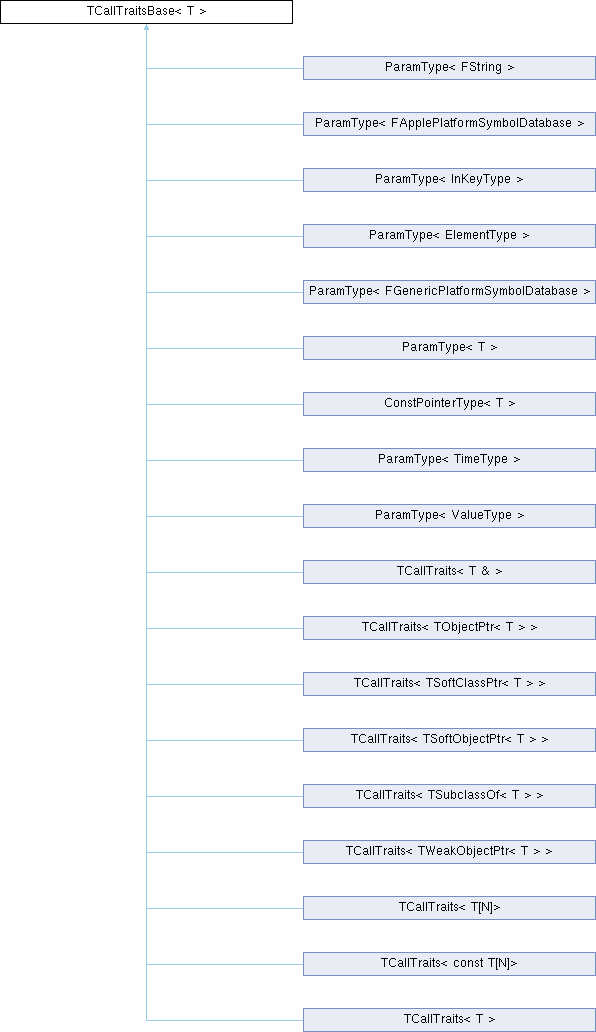 TCallTraitsBase< T >
ParamType< FString >
ParamType< FApplePlatformSymbolDatabase >
ParamType< InKeyType >
ParamType< ElementType >
ParamType< FGenericPlatformSymbolDatabase >
ParamType< T >
ConstPointerType< T >
ParamType< TimeType >
ParamType< ValueType >
TCallTraits< T & >
TCallTraits< TObjectPtr< T > >
TCallTraits< TSoftClassPtr< T > >
TCallTraits< TSoftObjectPtr< T > >
TCallTraits< TSubclassOf< T > >
TCallTraits< TWeakObjectPtr< T > >
TCallTraits< T[N]>
TCallTraits< const T[N]>
TCallTraits< T >